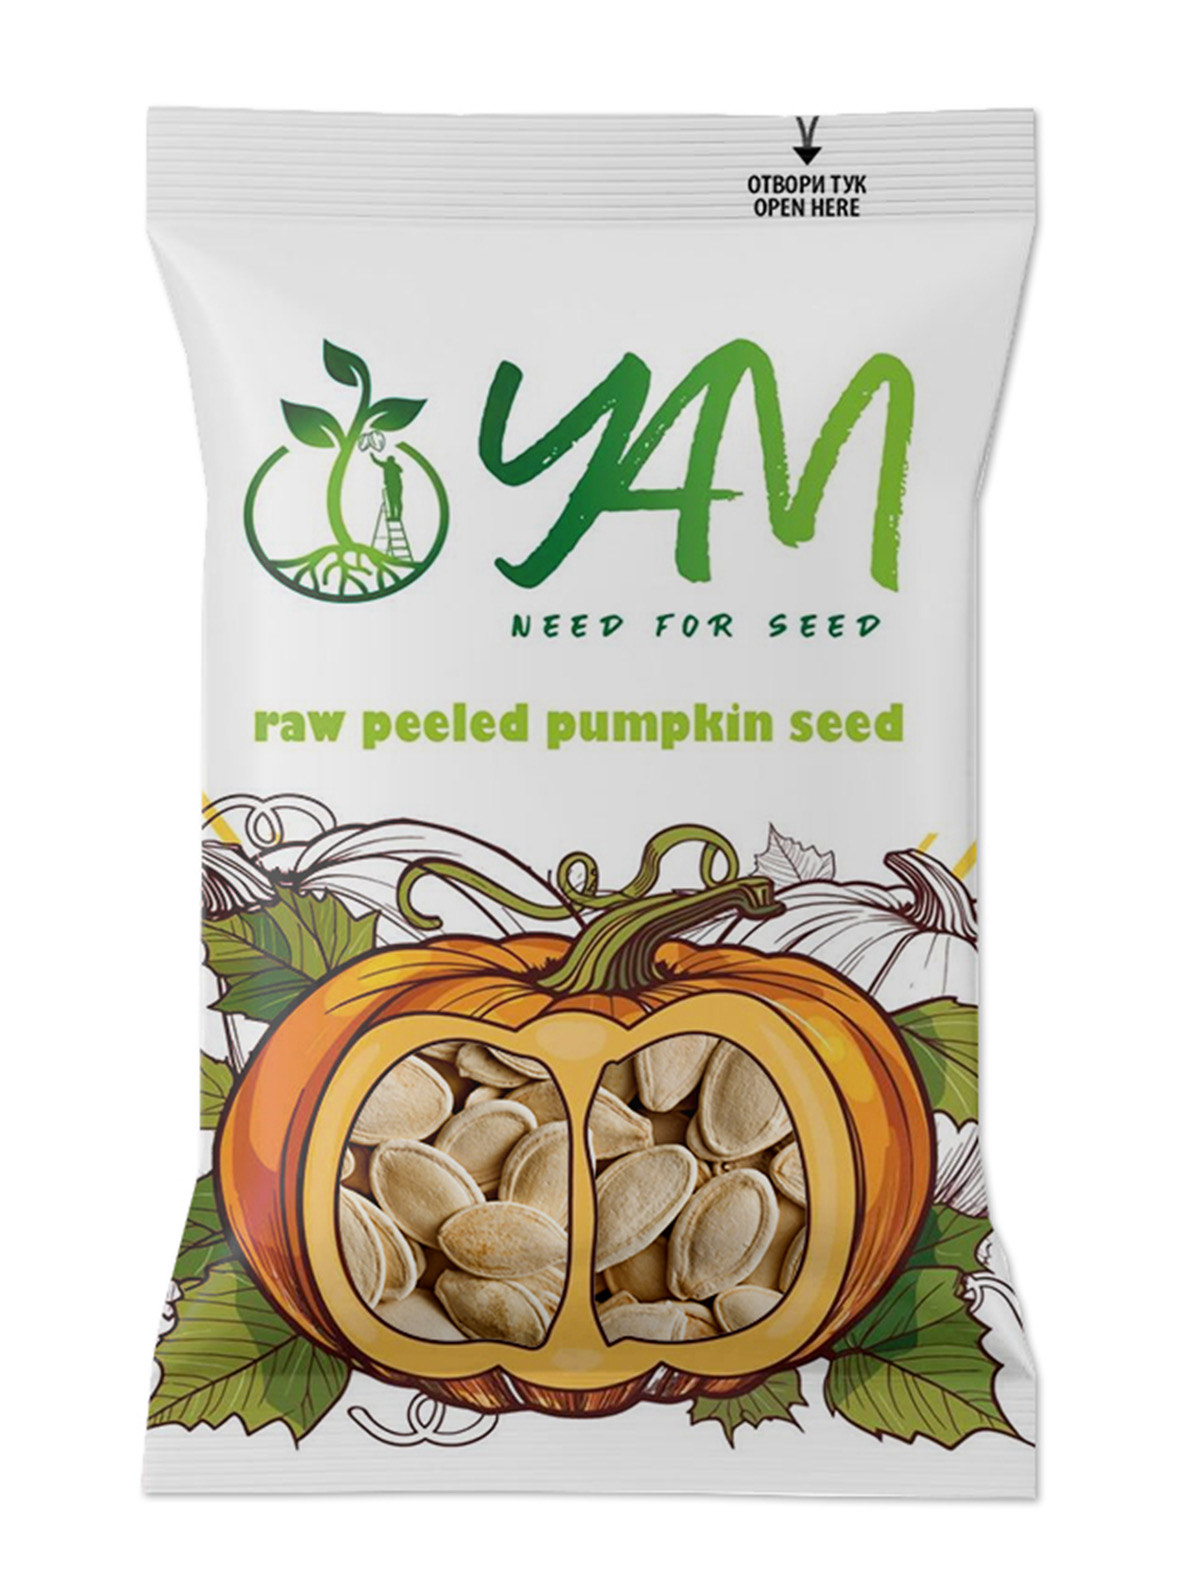 ОТВОРИ ТУК
OPEN HERE
YAM
NEED FOR SEED
raw peeled pumpkin seed